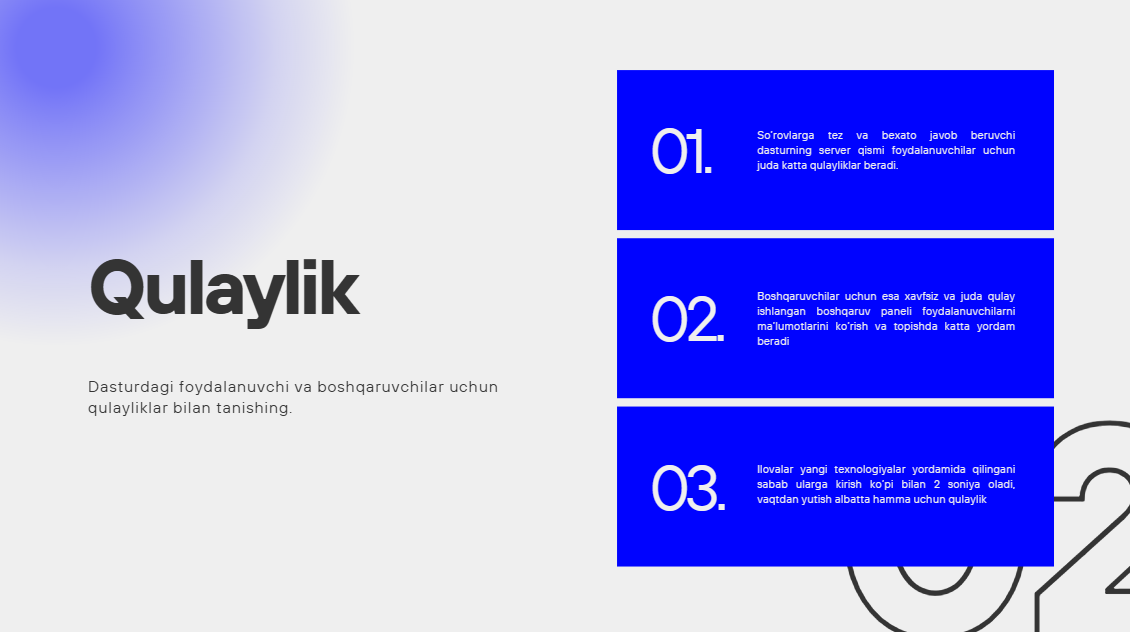 Qulaylik
Dasturdagi foydalanuvchi va boshqaruvchilar uchun
qulayliklar bilan tanishing.
01.
So'rovlarga tez va bexato javob beruvchi
dasturning server qismi foydalanuvchilar uchun
juda katta qulayliklar beradi.
02.
Boshqaruvchilar uchun esa xavfsiz va juda qulay
ishlangan boshqaruv paneli foydalanuvchilarni
ma'lumotlarini ko'rish va topishda katta yordam
beradi
03.
Ilovalar yangi texnologiyalar yordamida qilingani
sabab ularga kirish ko'pi bilan 2 soniya oladi,
vaqtdan yutish albatta hamma uchun qulaylik
02